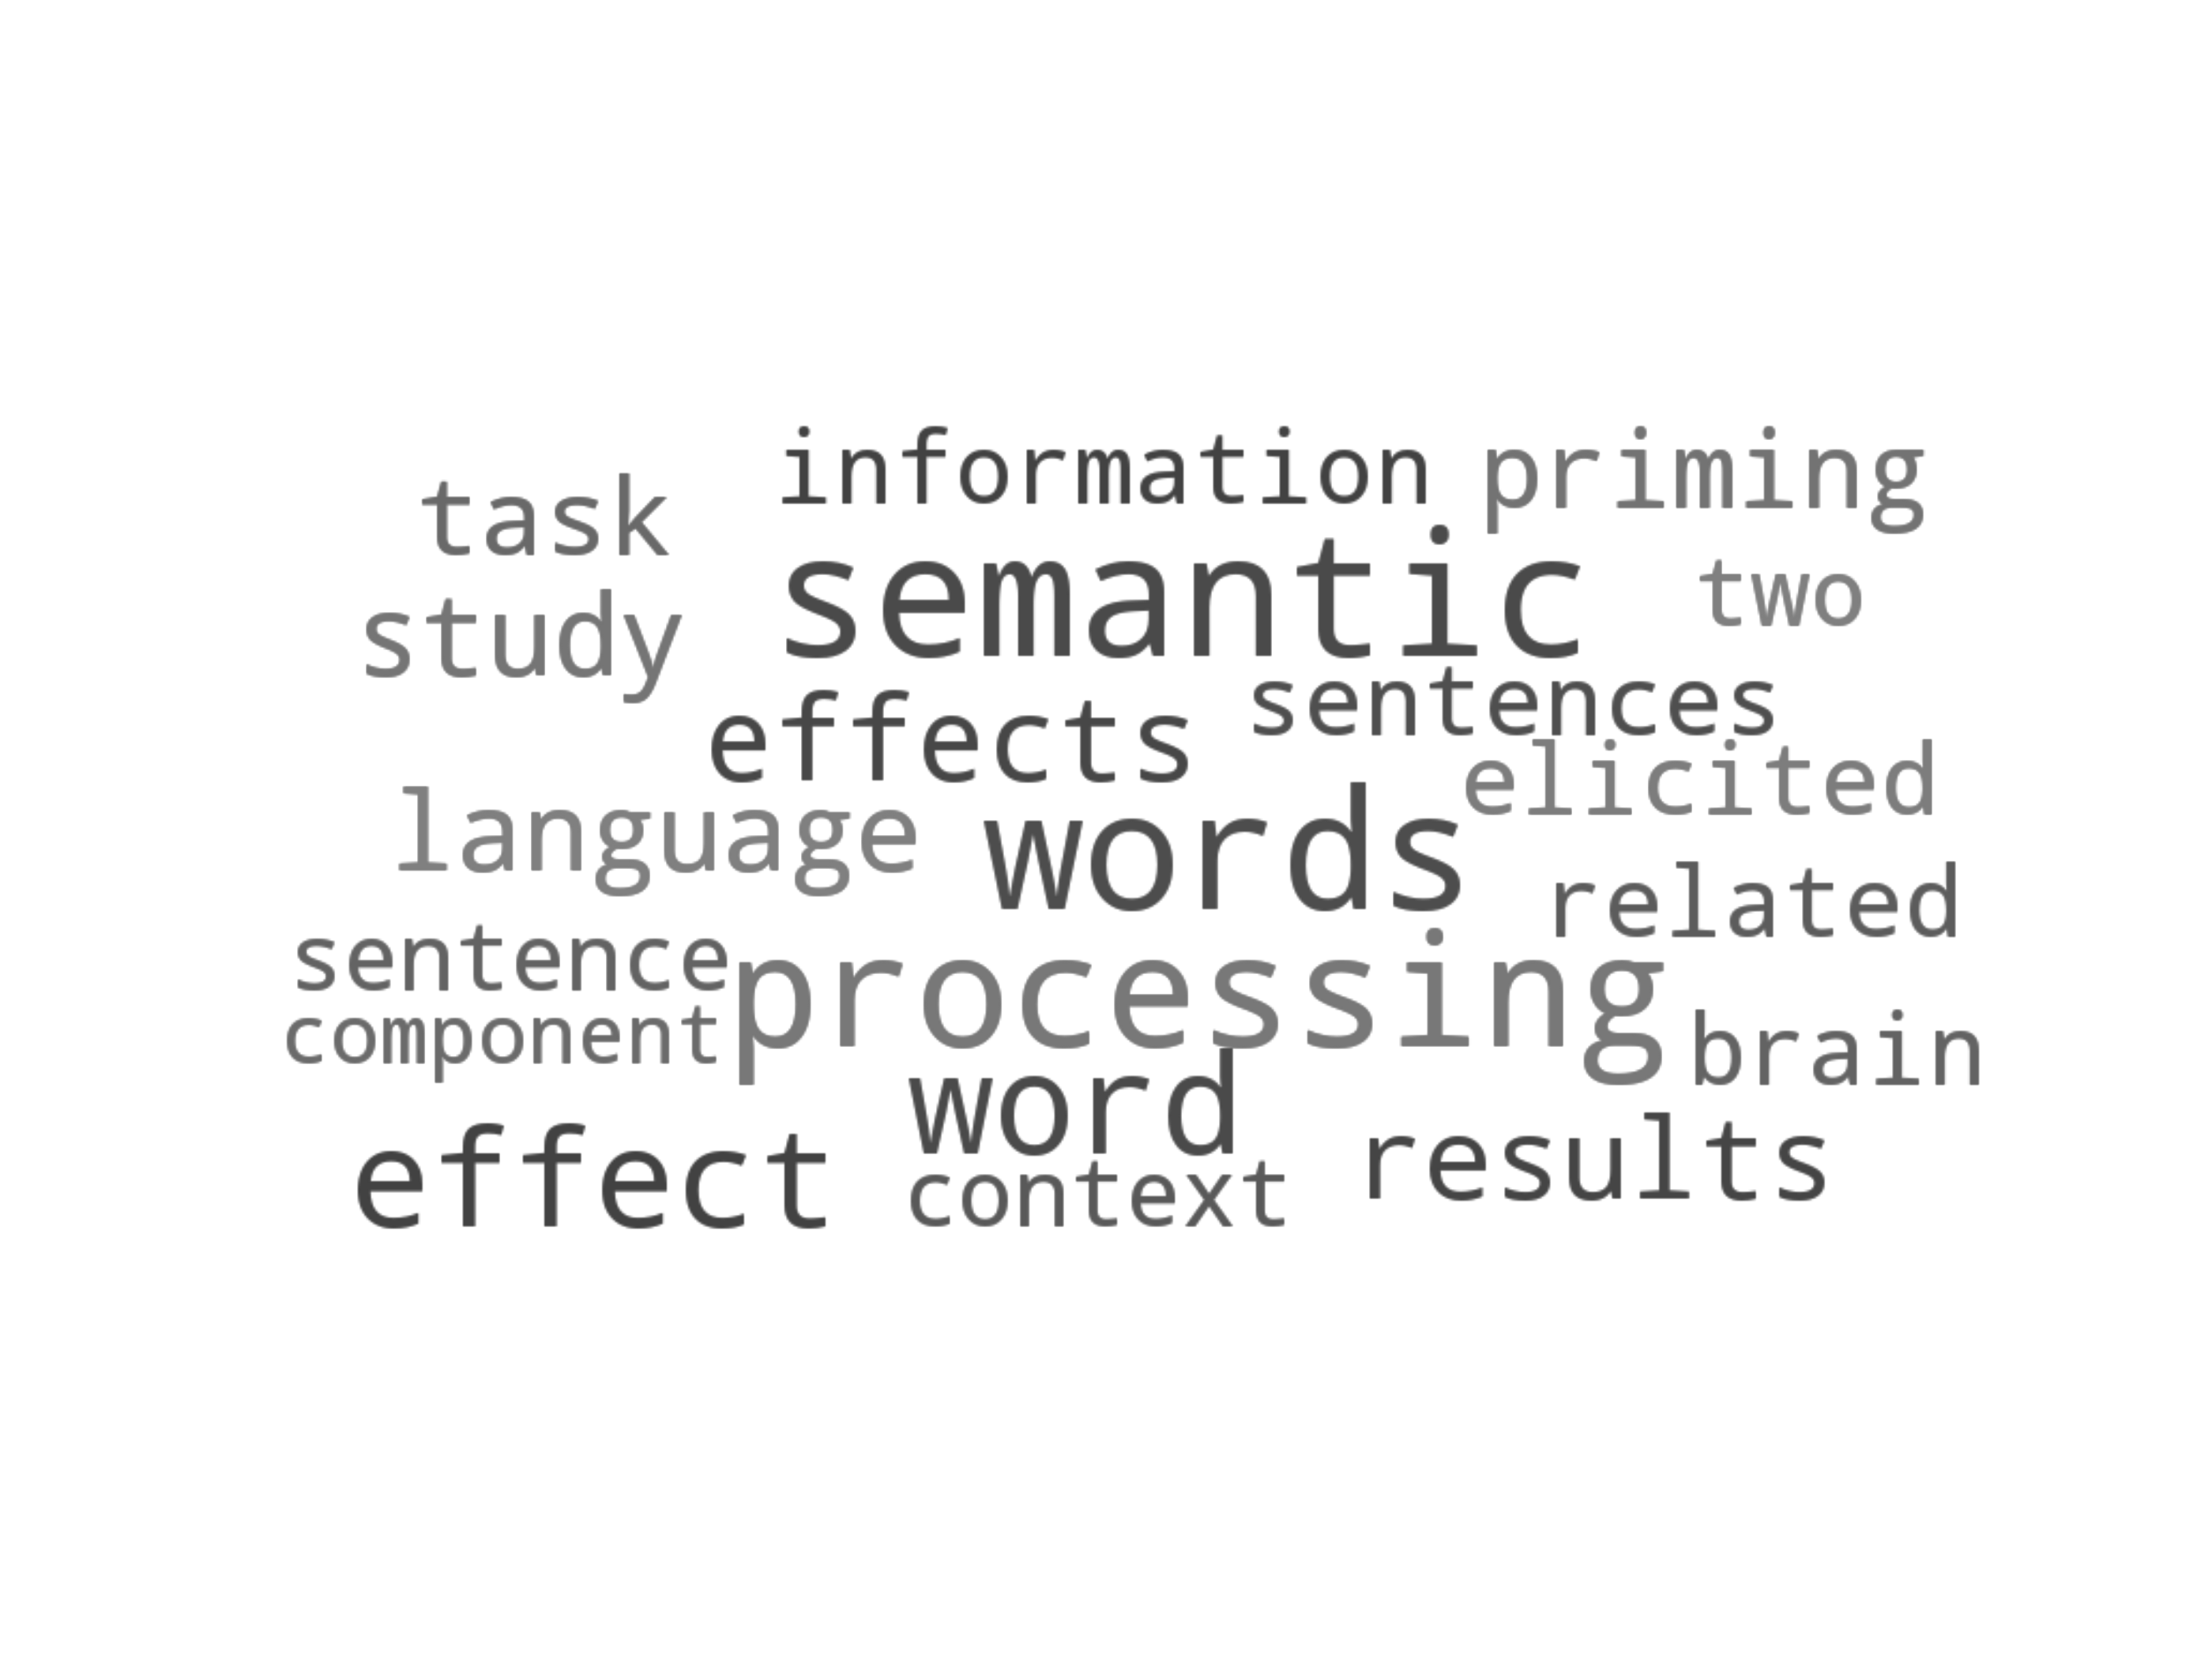 information priming
task
semantic
two
study
sentences
effects
elicited
language
words
related
sentence
processing
component
brain
word
results
effect
context